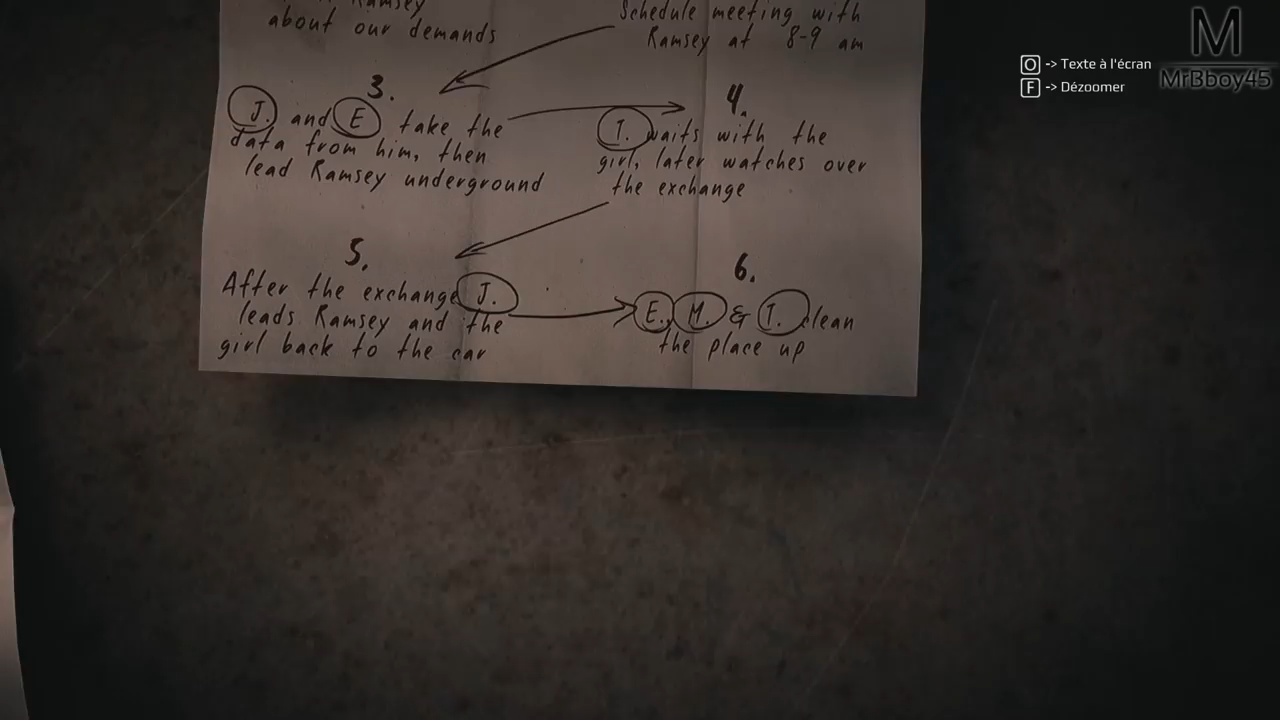 Ramsey
about our demands
Schedule meeting with
Ramsey at 8-9 am
3.
J. and E take the
data from him, then
lead Ramsey underground
4.
T. waits with the
girl, later watches over
the exchange
5.
After the exchange J.
leads Ramsey and the
girl back to the car
6.
E., M. & T. clean
the place up
O -> Texte à l'écran
F -> Dézoomer
M
MrBboy45